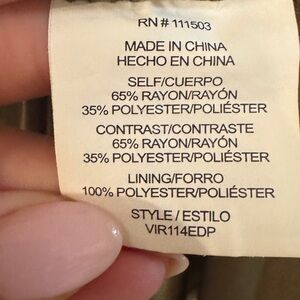 RN # 111503
MADE IN CHINA
HECHO EN CHINA
SELF/CUERPO
65% RAYON/RAYÓN
35% POLYESTER/POLIÉSTER
CONTRAST/CONTRASTE
65% RAYON/RAYÓN
35% POLYESTER/POLIÉSTER
LINING/FORRO
100% POLYESTER/POLIÉSTER
STYLE / ESTILO
VIR114EDP